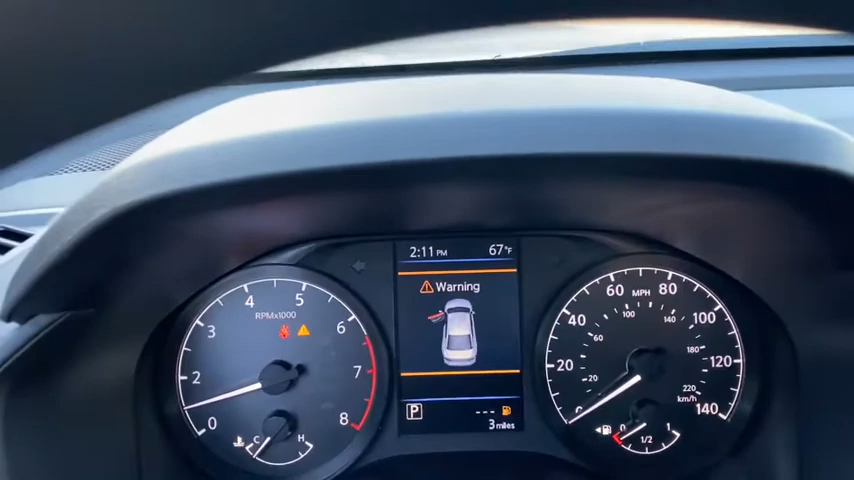 2:11 PM 67°F
Warning
P
--- 
3 miles
RPMx1000
0 1 2 3 4 5 6 7 8
C H
MPH
20 40 60 80 100 120 140
20 60 100 140 180 220
km/h
0 1/2 1